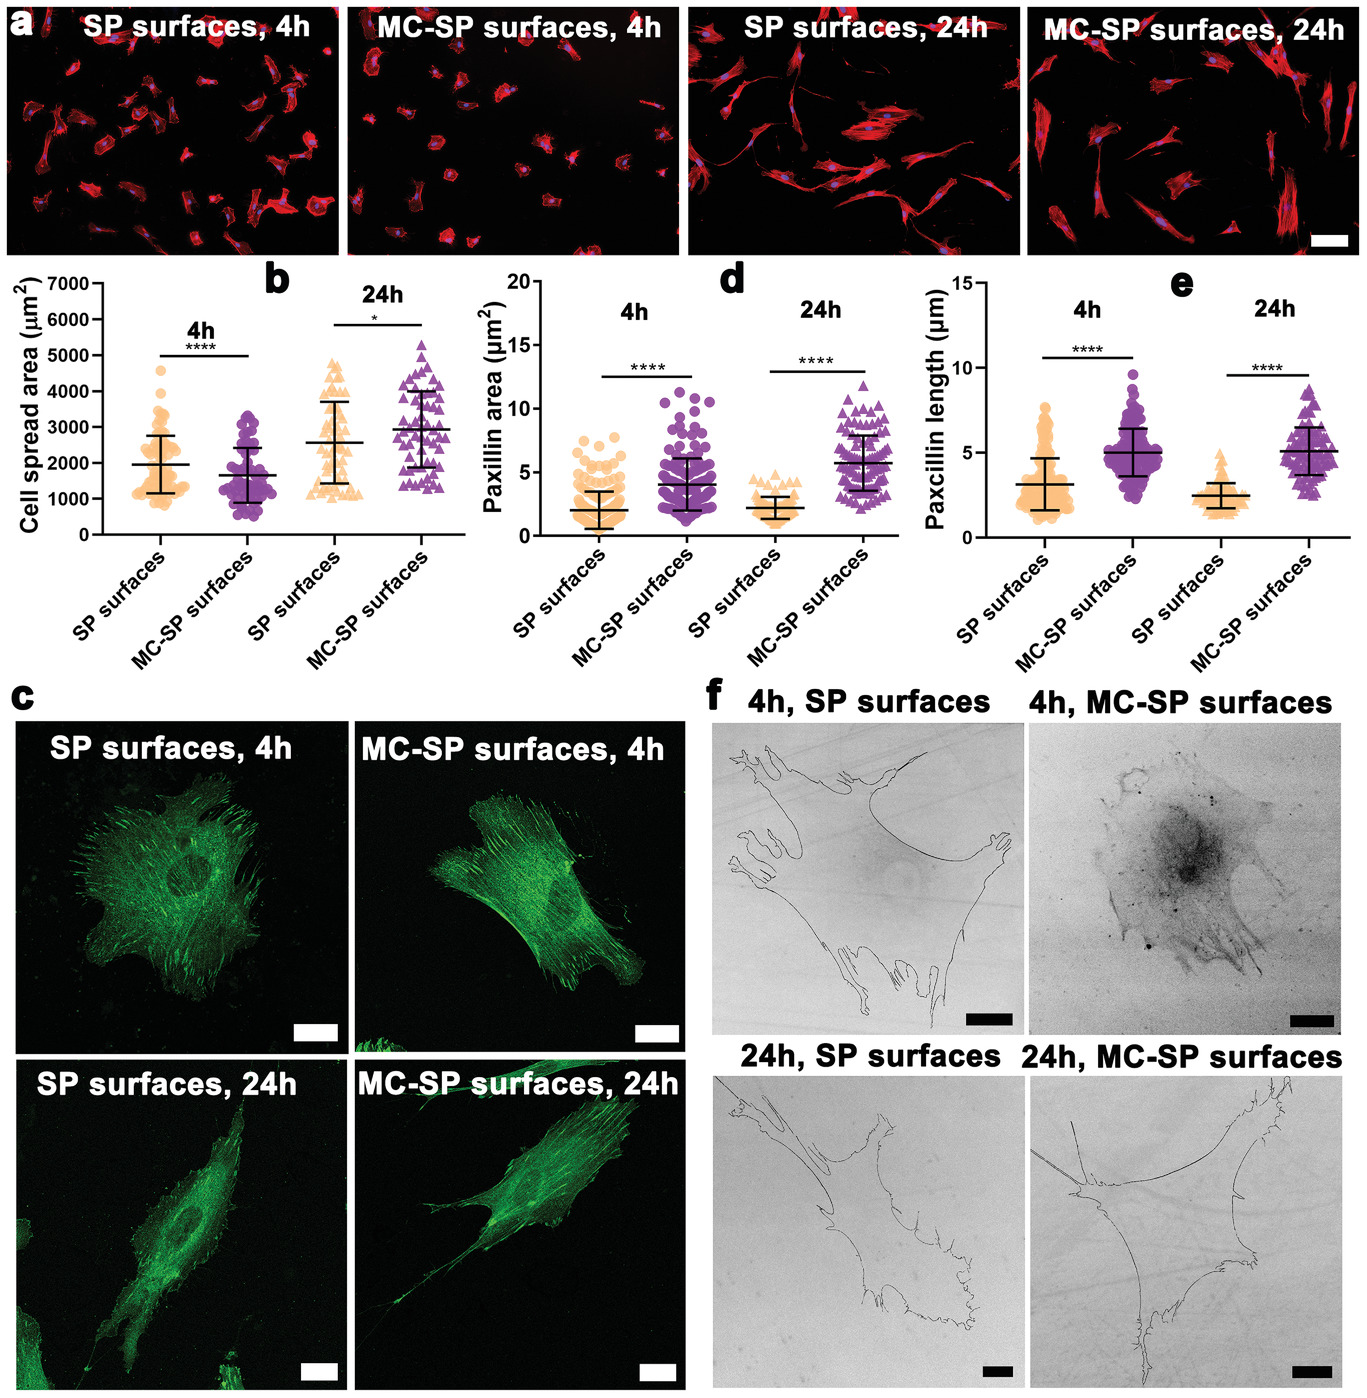 a
SP surfaces, 4h
MC-SP surfaces, 4h
SP surfaces, 24h
MC-SP surfaces, 24h
b
Cell spread area (μm²)
7000
6000
5000
4000
3000
2000
1000
0
4h
****
24h
*
SP surfaces
MC-SP surfaces
SP surfaces
MC-SP surfaces
d
Paxillin area (μm²)
20
15
10
5
0
4h
****
24h
****
SP surfaces
MC-SP surfaces
SP surfaces
MC-SP surfaces
e
Paxcillin length (μm)
15
10
5
0
4h
****
24h
****
SP surfaces
MC-SP surfaces
SP surfaces
MC-SP surfaces
c
SP surfaces, 4h
MC-SP surfaces, 4h
SP surfaces, 24h
MC-SP surfaces, 24h
f
4h, SP surfaces
4h, MC-SP surfaces
24h, SP surfaces
24h, MC-SP surfaces